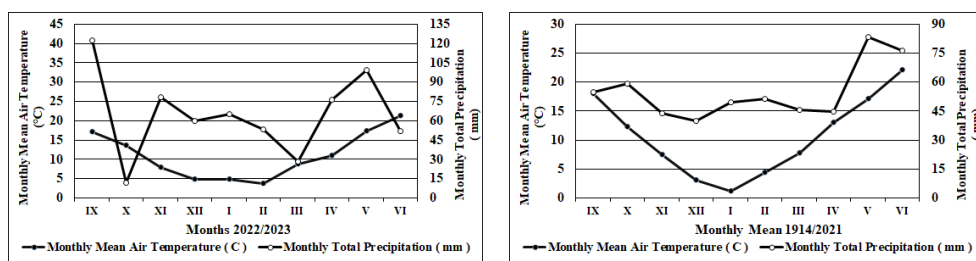 Monthly Mean Air Temperature
(°C)
45
40
35
30
25
20
15
10
5
0
135
120
105
90
75
60
45
30
15
0
Monthly Total Precipitation
( mm)
IX X XI XII I II III IV V VI
Months 2022/2023
Monthly Mean Air Temperature ( C )
Monthly Total Precipitation ( mm )
Monthly Mean Air Temperature
(°C)
30
25
20
15
10
5
0
90
75
60
45
30
15
0
Monthly Total Precipitation
( mm)
IX X XI XII I II III IV V VI
Monthly Mean 1914/2021
Monthly Mean Air Temperature ( C )
Monthly Total Precipitation ( mm )